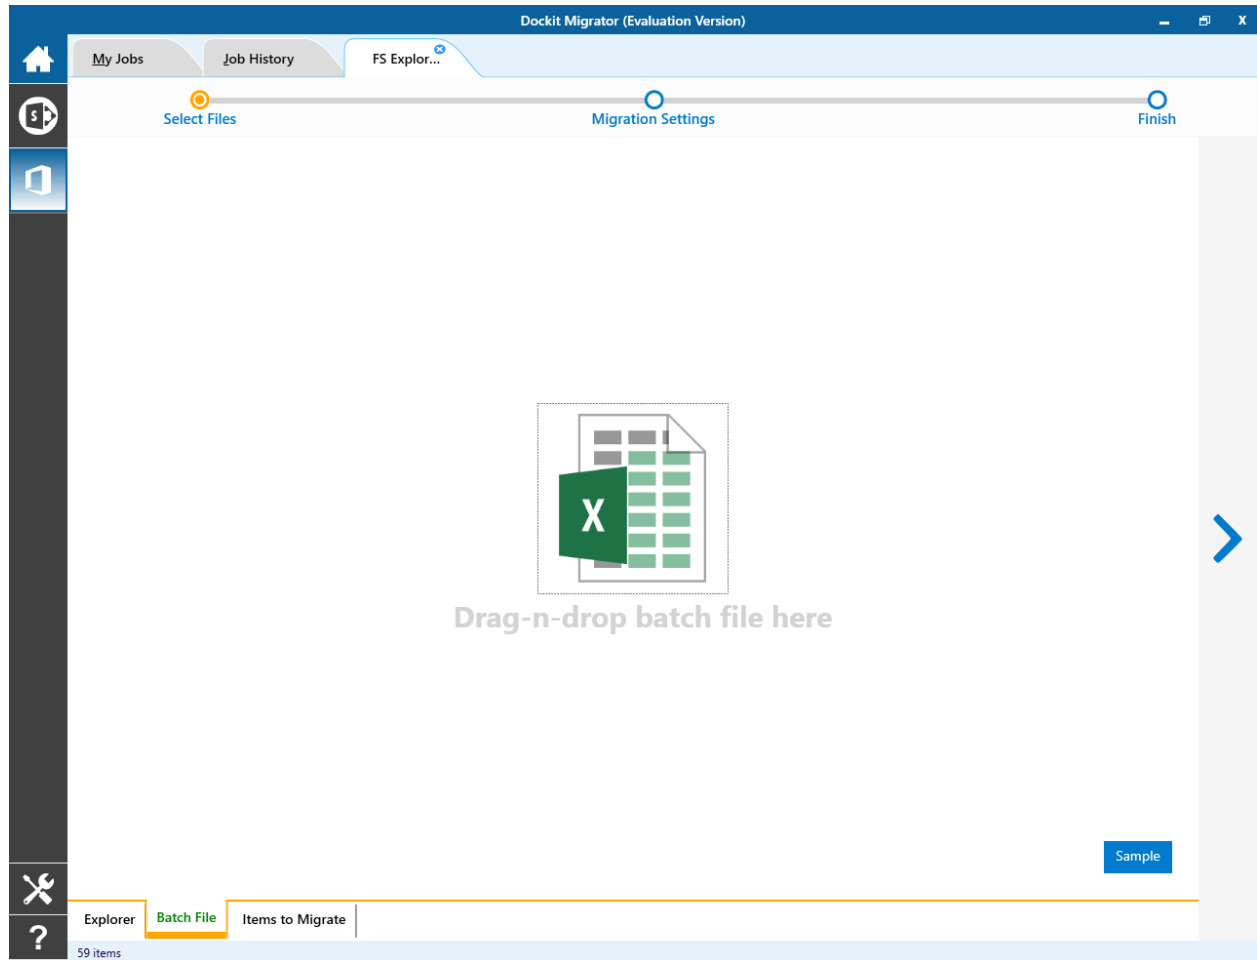 Dockit Migrator (Evaluation Version)
X
My Jobs
Job History
FS Explor...
S
Select Files
Migration Settings
Finish
X
Drag-n-drop batch file here
Sample
Explorer
Batch File
Items to Migrate
?
59 items